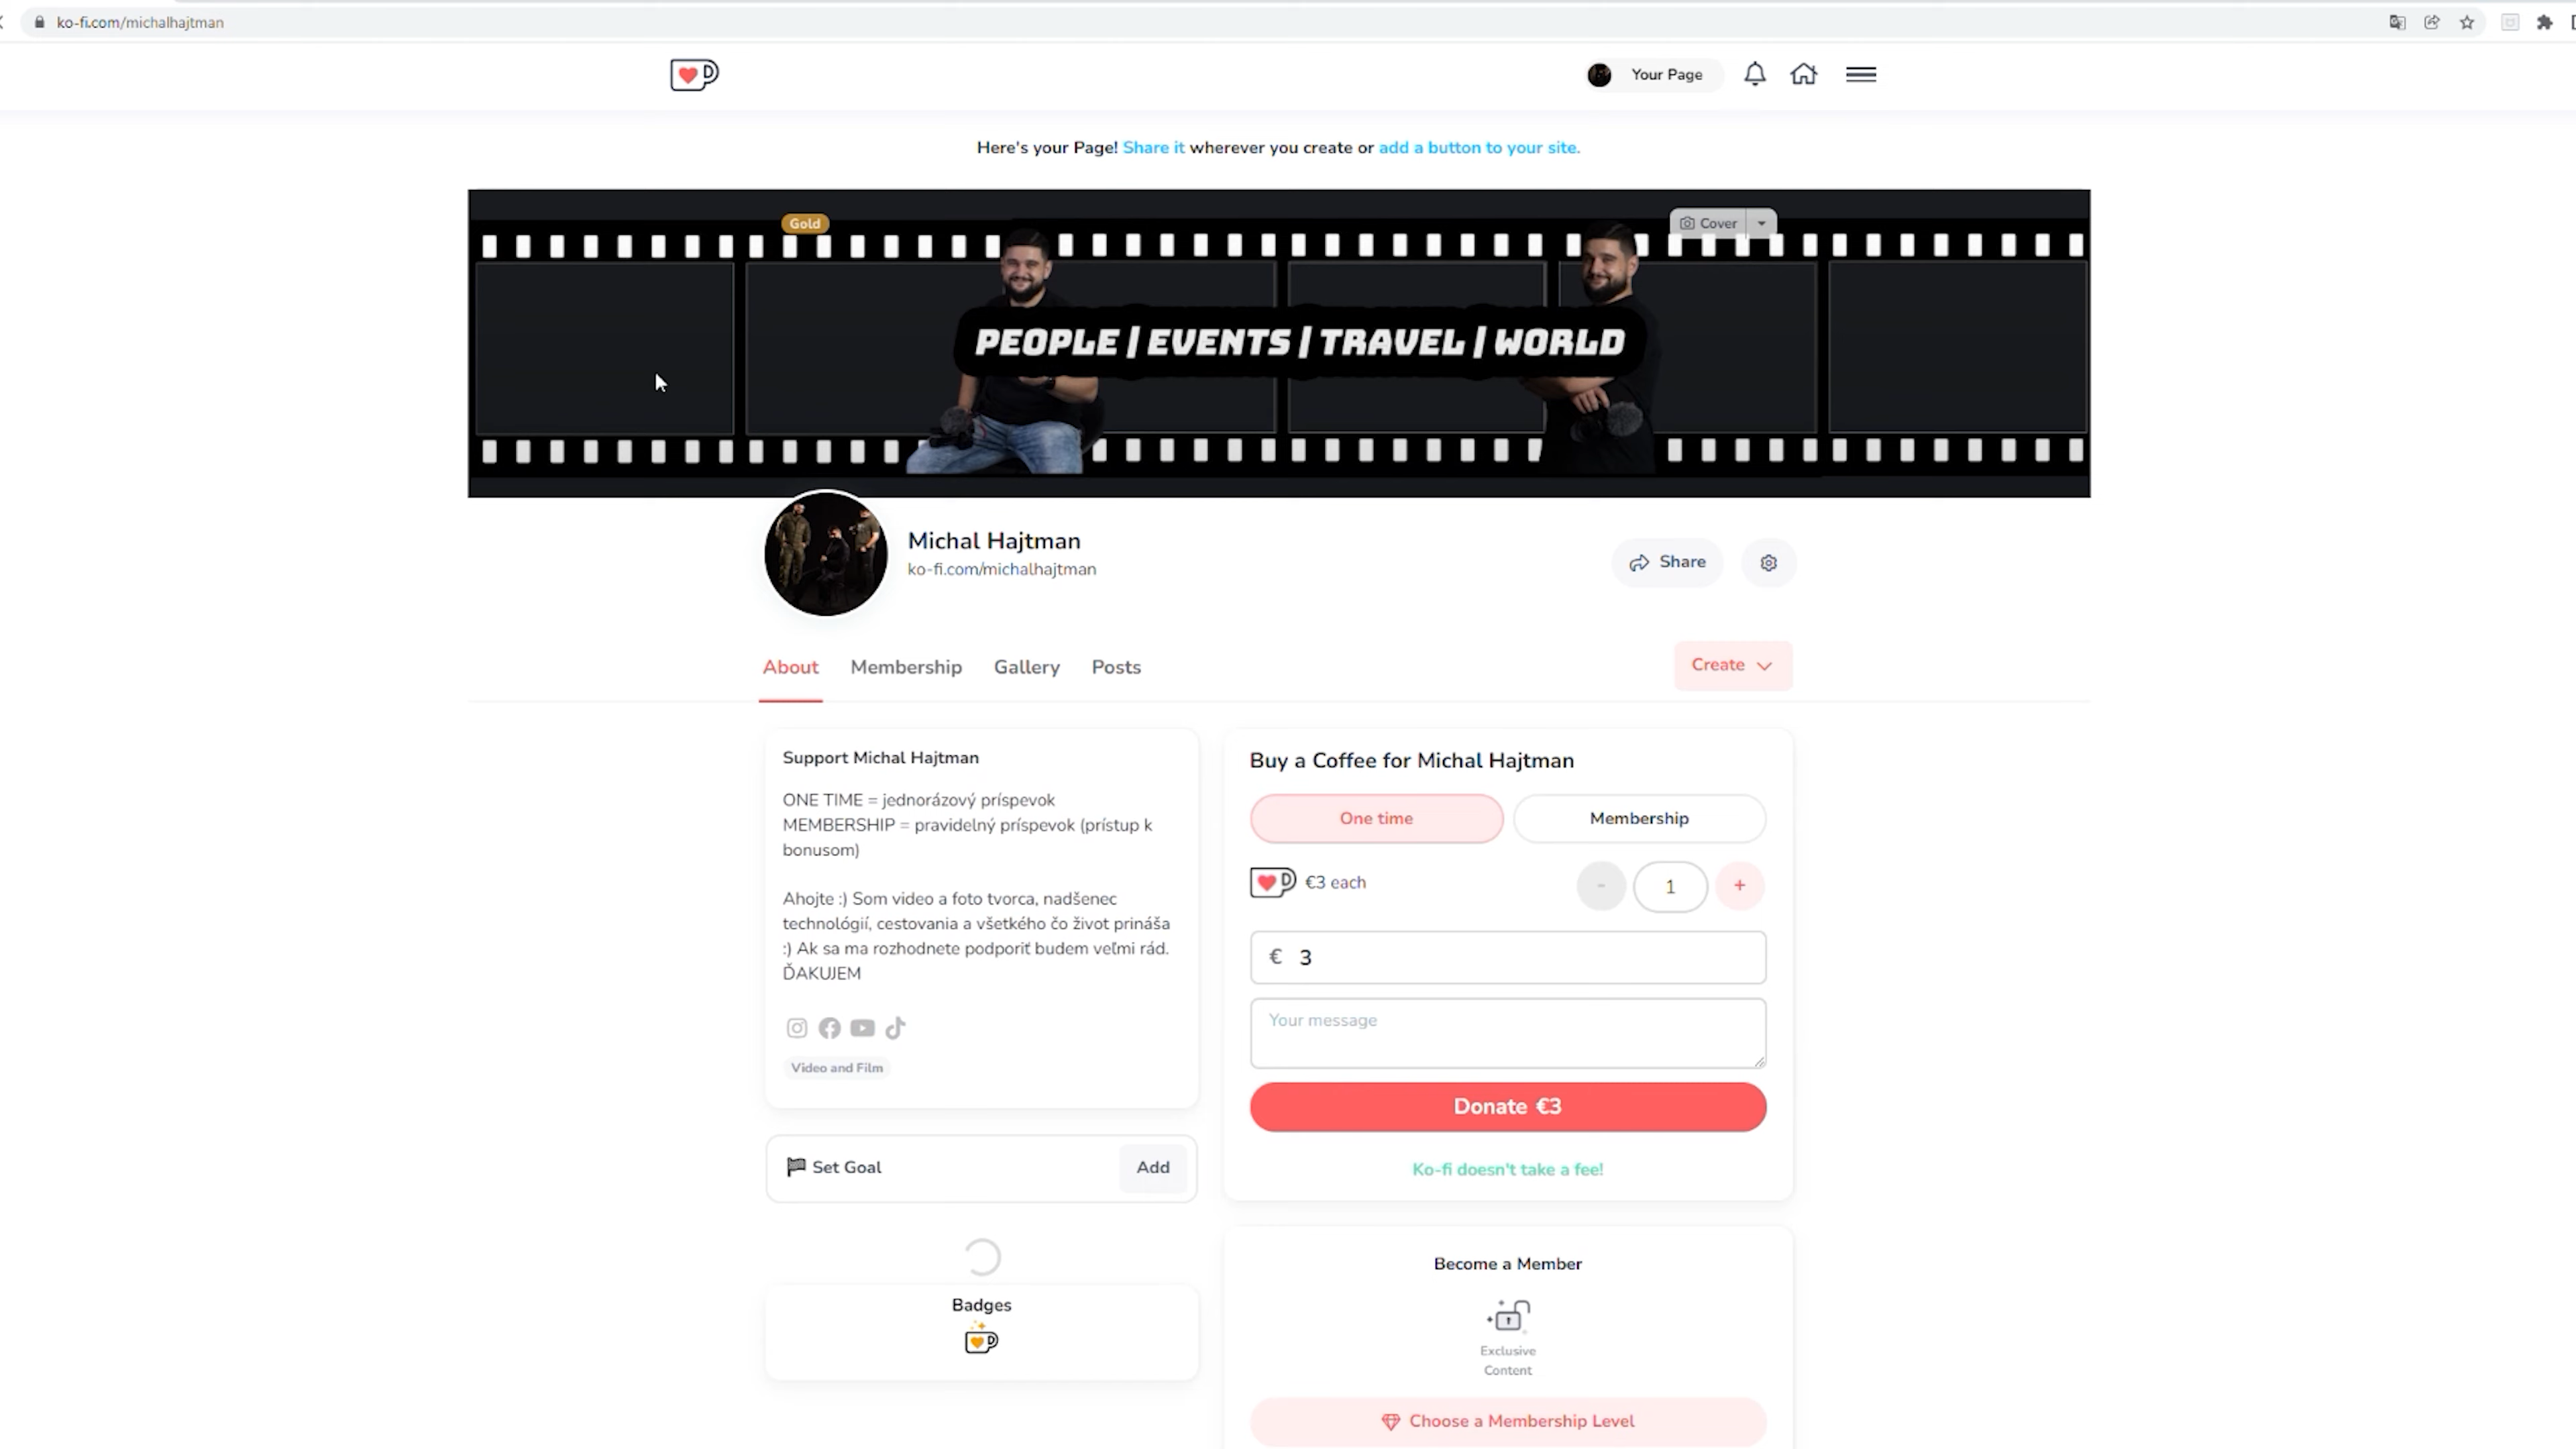 ko-fi.com/michalhajtman
Your Page
Here's your Page! Share it wherever you create or add a button to your site.
Gold
Cover
PEOPLE | EVENTS | TRAVEL | WORLD
Michal Hajtman
ko-fi.com/michalhajtman
Share
About Membership Gallery Posts
Create
Support Michal Hajtman
ONE TIME = jednorázový príspevok
MEMBERSHIP = pravidelný príspevok (prístup k
bonusom)
Ahojte :) Som video a foto tvorca, nadšenec
technológií, cestovania a všetkého čo život prináša
:) Ak sa ma rozhodnete podporiť budem veľmi rád.
ĎAKUJEM
Video and Film
Set Goal
Add
Badges
Buy a Coffee for Michal Hajtman
One time
Membership
€3 each
- 1 +
€ 3
Your message
Donate €3
Ko-fi doesn't take a fee!
Become a Member
Exclusive
Content
Choose a Membership Level